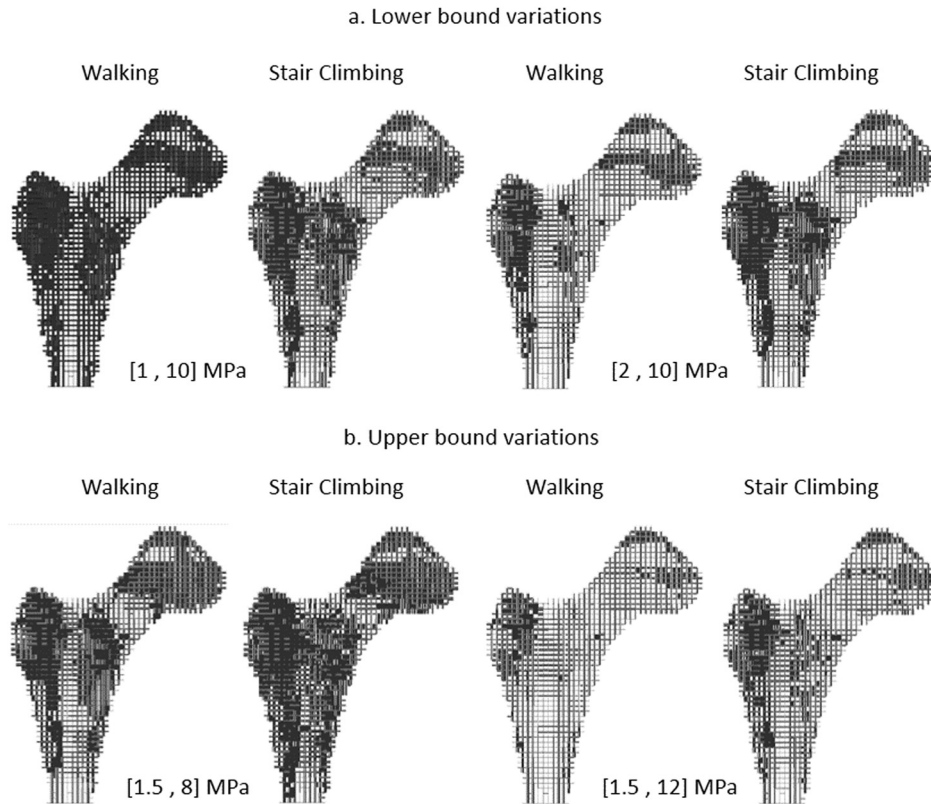 a. Lower bound variations
Walking Stair Climbing Walking Stair Climbing
[1 , 10] MPa [2 , 10] MPa
b. Upper bound variations
Walking Stair Climbing Walking Stair Climbing
[1.5 , 8] MPa [1.5 , 12] MPa